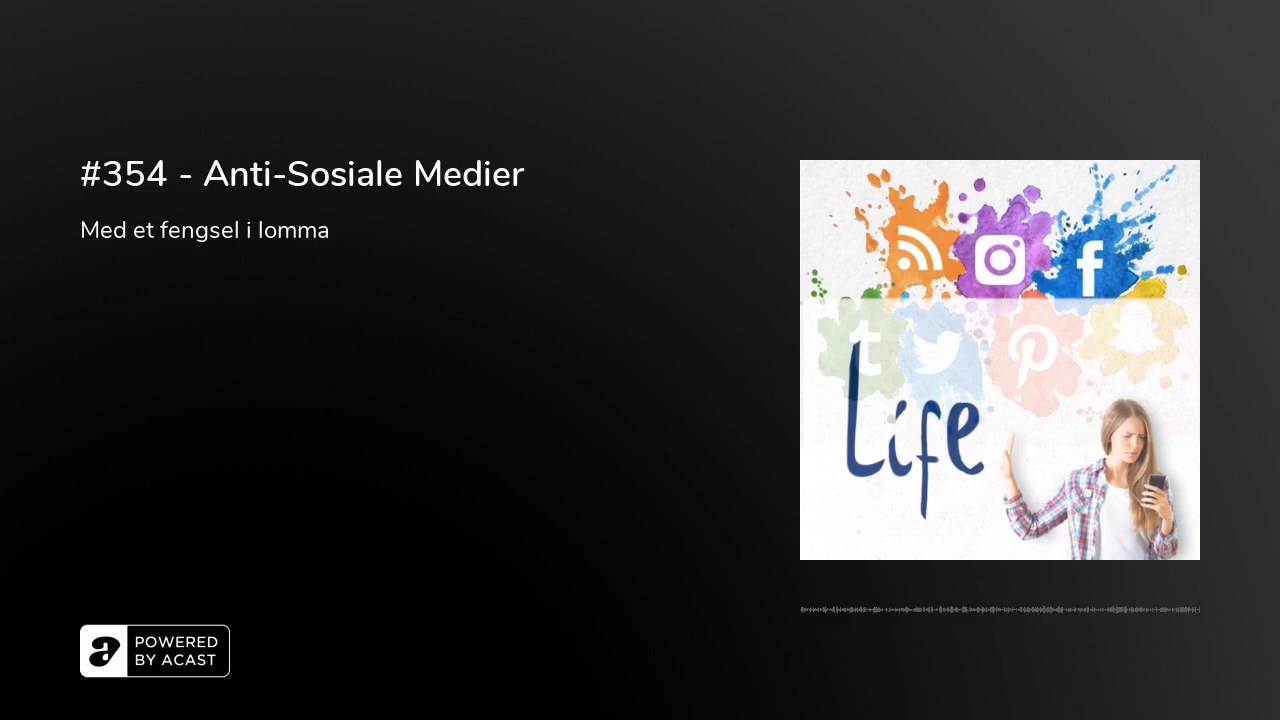 #354 - Anti-Sosiale Medier
Med et fengsel i lomma
f
t
Life
a POWERED
BY ACAST